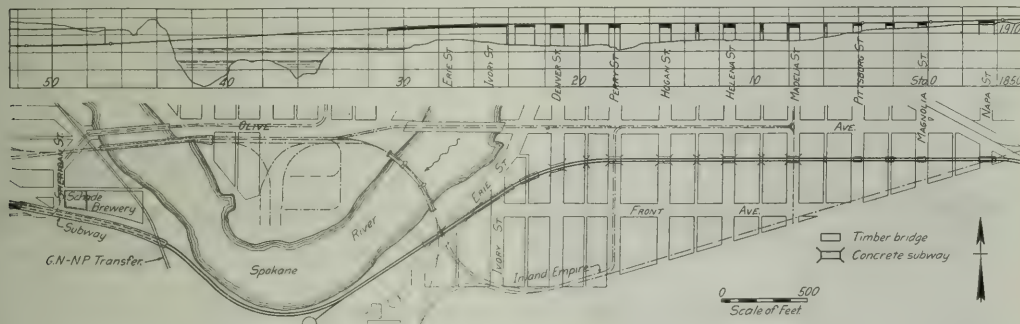 1910
ERIE ST.
IVORY ST.
DENVER ST.
PERRY ST.
HOGAN ST.
HELENA ST.
MADELIA ST.
PITTSBURG ST.
MAGNOLIA ST.
NAPA ST.
50
40
30
20
10
Sta. 0
1850
OLIVE
AVE.
SHERIDAN ST.
Schade
Brewery
Subway
G.N-NP Transfer
River
Spokane
ERIE ST.
IVORY ST
FRONT AVE.
Inland Empire
Timber bridge
Concrete subway
0 500
Scale of Feet